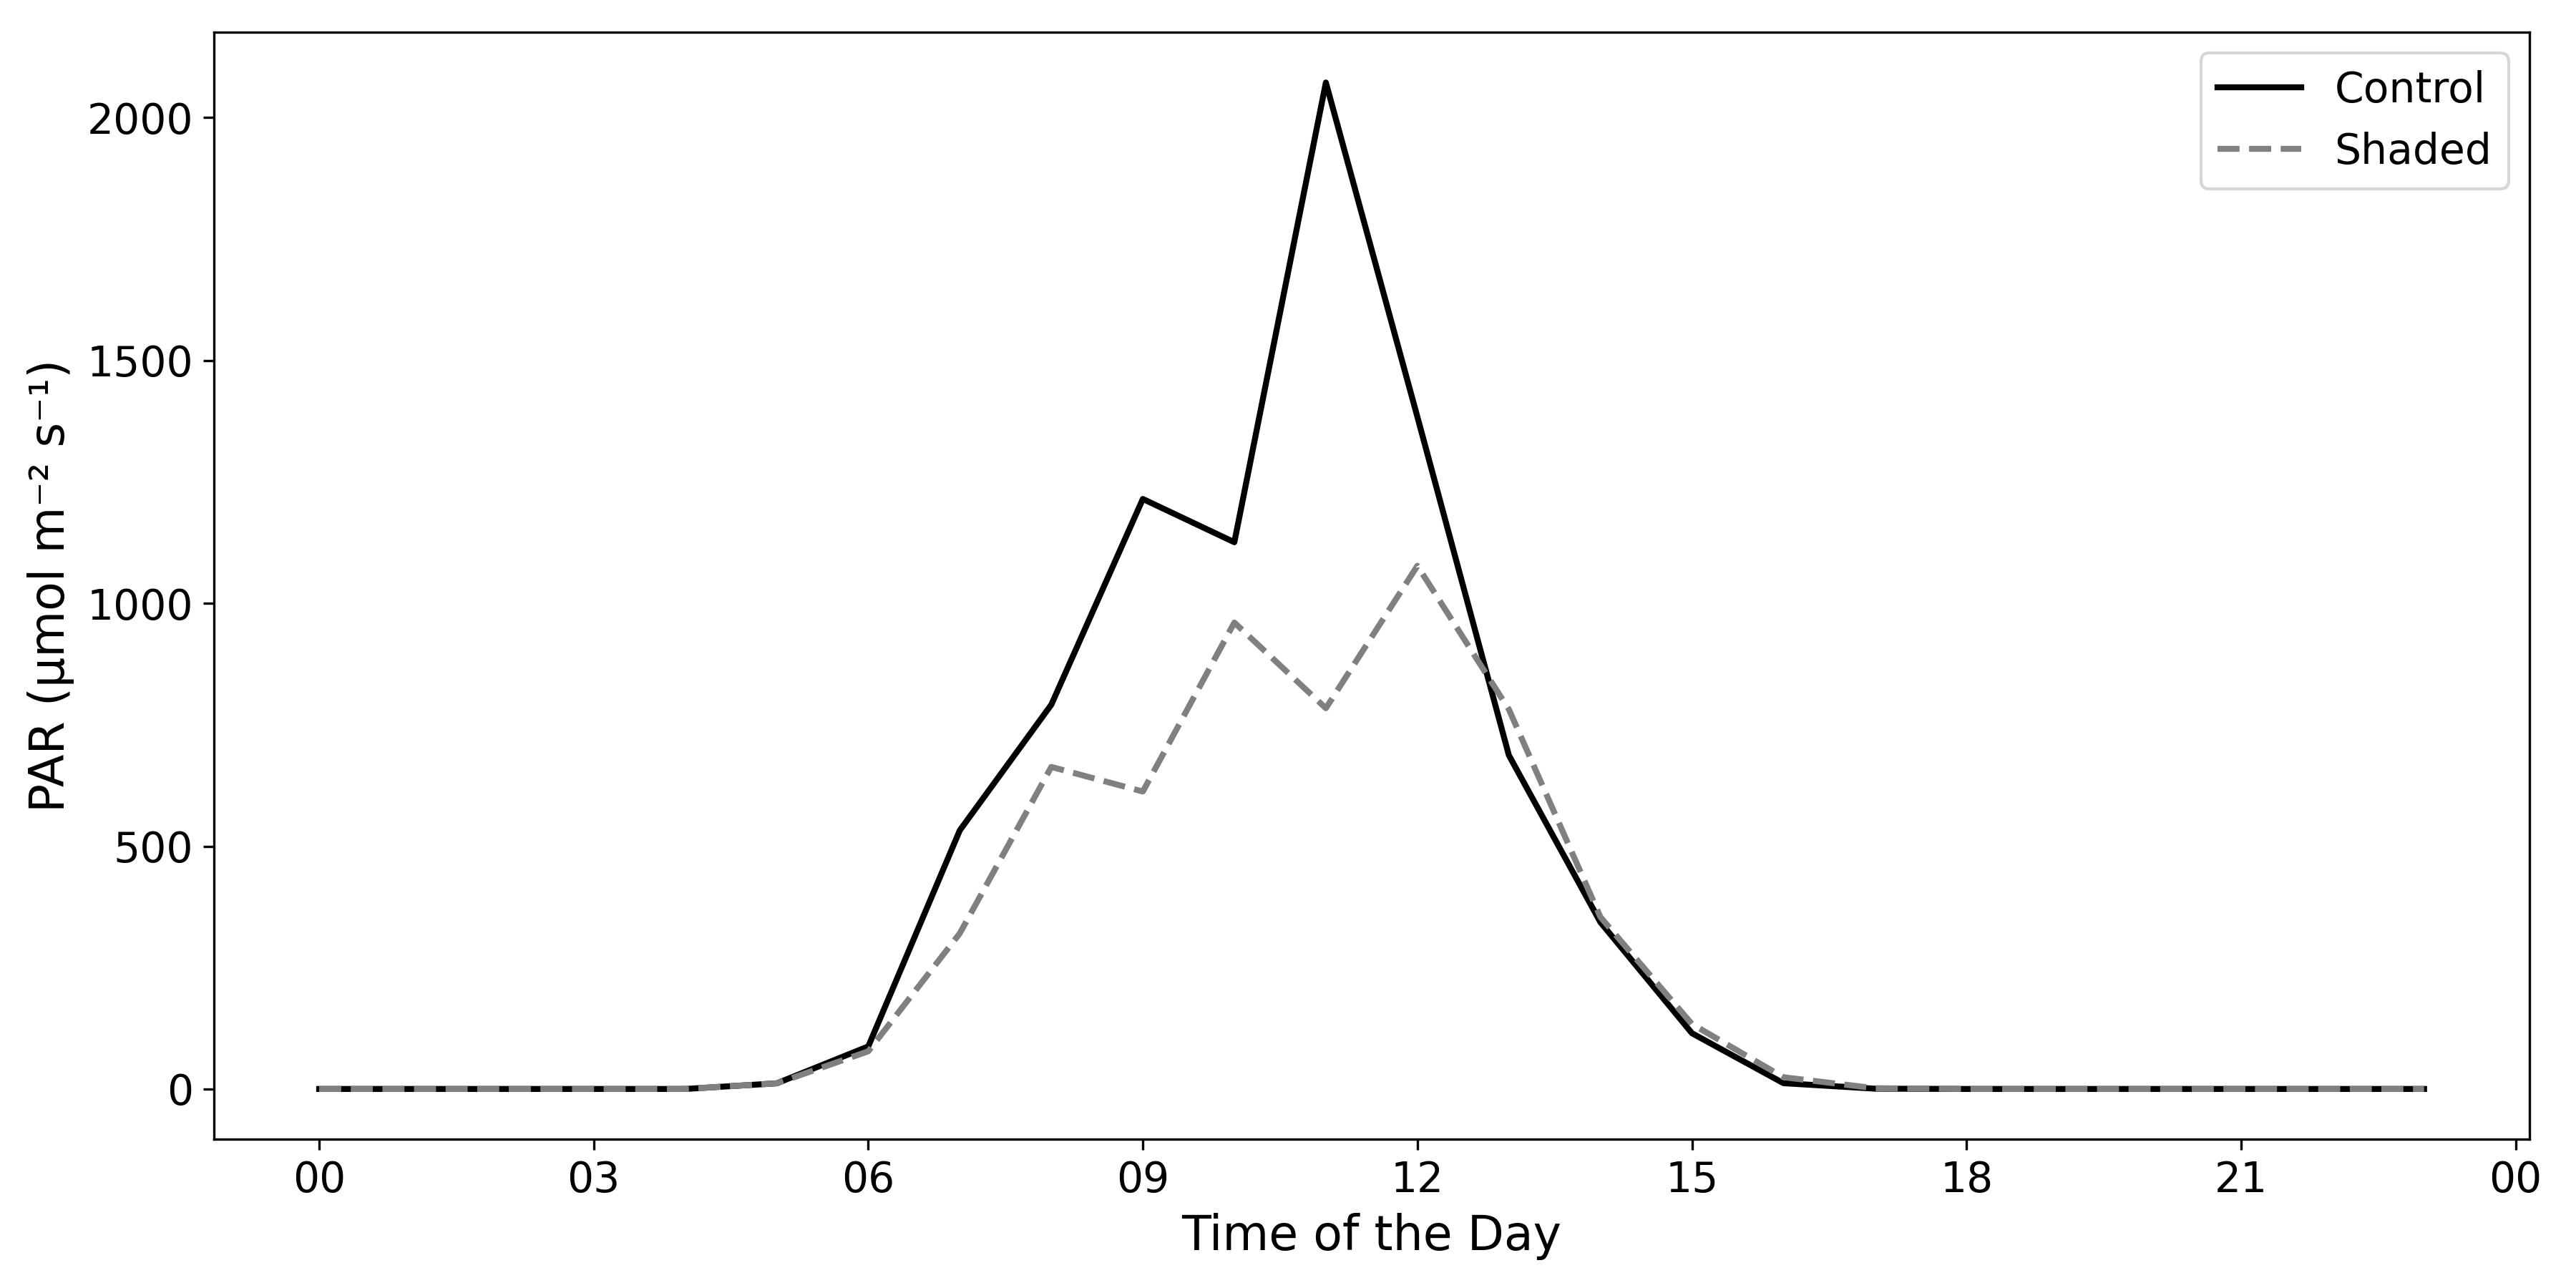 Control
Shaded
PAR (μmol m⁻² s⁻¹)
2000
1500
1000
500
0
00 03 06 09 12 15 18 21 00
Time of the Day